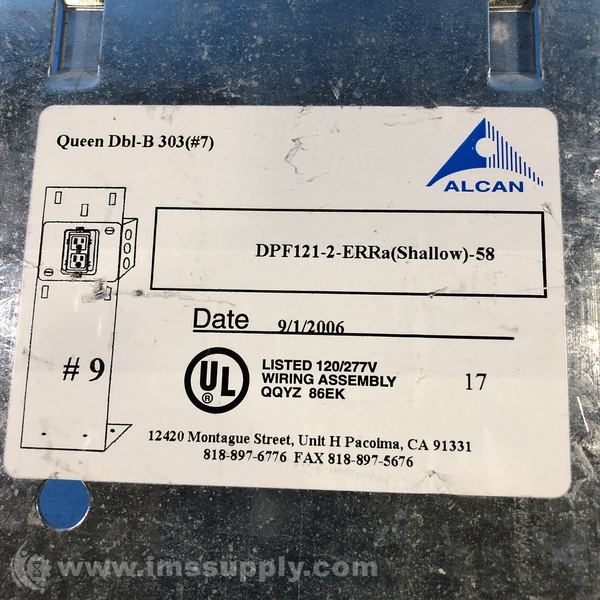 Queen Dbl-B 303(#7)
ALCAN
DPF121-2-ERRa(Shallow)-58
Date 9/1/2006
# 9
UL
LISTED 120/277V
WIRING ASSEMBLY
QQYZ 86EK
17
12420 Montague Street, Unit H Pacoima, CA 91331
818-897-6776 FAX 818-897-5676
© www.imssupply.com